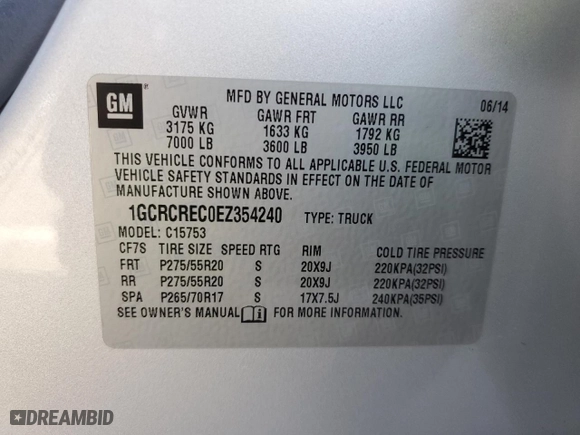 GM
MFD BY GENERAL MOTORS LLC 06/14
GVWR GAWR FRT GAWR RR
3175 KG 1633 KG 1792 KG
7000 LB 3600 LB 3950 LB
THIS VEHICLE CONFORMS TO ALL APPLICABLE U.S. FEDERAL MOTOR
VEHICLE SAFETY STANDARDS IN EFFECT ON THE DATE OF
MANUFACTURE SHOWN ABOVE.
1GCRCREC0EZ354240 TYPE: TRUCK
MODEL: C15753
CF7S TIRE SIZE SPEED RTG RIM COLD TIRE PRESSURE
FRT P275/55R20 S 20X9J 220KPA(32PSI)
RR P275/55R20 S 20X9J 220KPA(32PSI)
SPA P265/70R17 S 17X7.5J 240KPA(35PSI)
SEE OWNER'S MANUAL FOR MORE INFORMATION.
DREAMBID